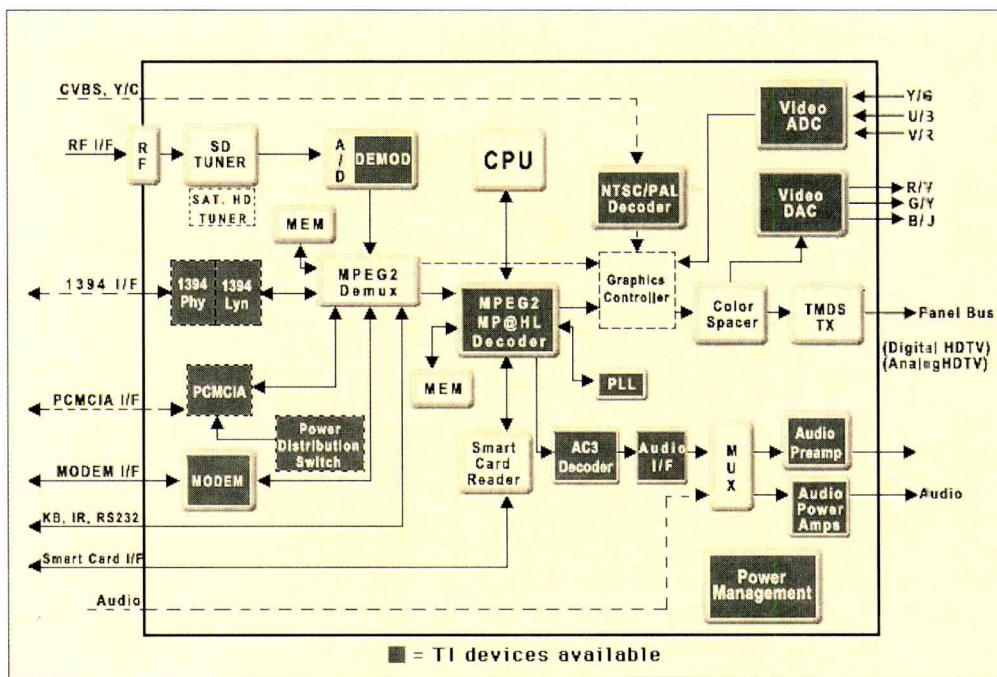 CVBS, Y/C
RF I/F
RF
SD
TUNER
SAT. HD
TUNER
A/D
DEMOD
CPU
NTSC/PAL
Decoder
Video
ADC
Y/G
U/B
V/R
Video
DAC
R/V
G/Y
B/U
MEM
1394 I/F
1394
Phy
1394
Lyn
MPEG2
Demux
MPEG2
MP@HL
Decoder
Graphics
Controller
Color
Spacer
TMDS
TX
Panel Bus
(Digital HDTV)
(AnalogHDTV)
MEM
PLL
PCMCIA I/F
PCMCIA
Power
Distribution
Switch
MODEM I/F
MODEM
Smart
Card
Reader
AC3
Decoder
Audio
I/F
MUX
Audio
Preamp
Audio
Power
Amps
Audio
KB, IR, RS232
Smart Card I/F
Audio
Power
Management
= TI devices available